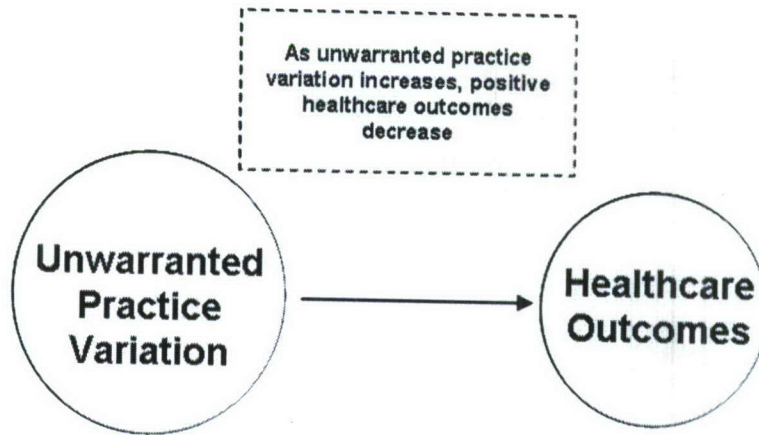 As unwarranted practice
variation increases, positive
healthcare outcomes
decrease
Unwarranted
Practice
Variation
Healthcare
Outcomes